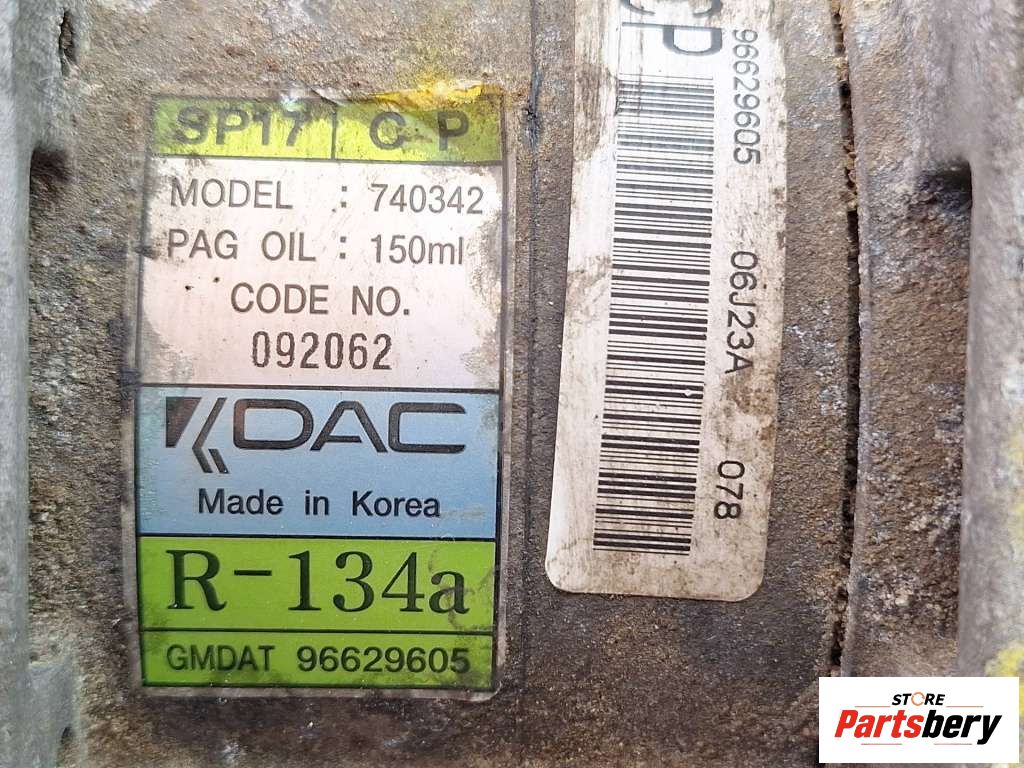 SP17 C P
MODEL : 740342
PAG OIL : 150ml
CODE NO.
092062
DAC
Made in Korea
R-134a
GMDAT 96629605
CP
96629605 06J23A 078
STORE
Partsbery